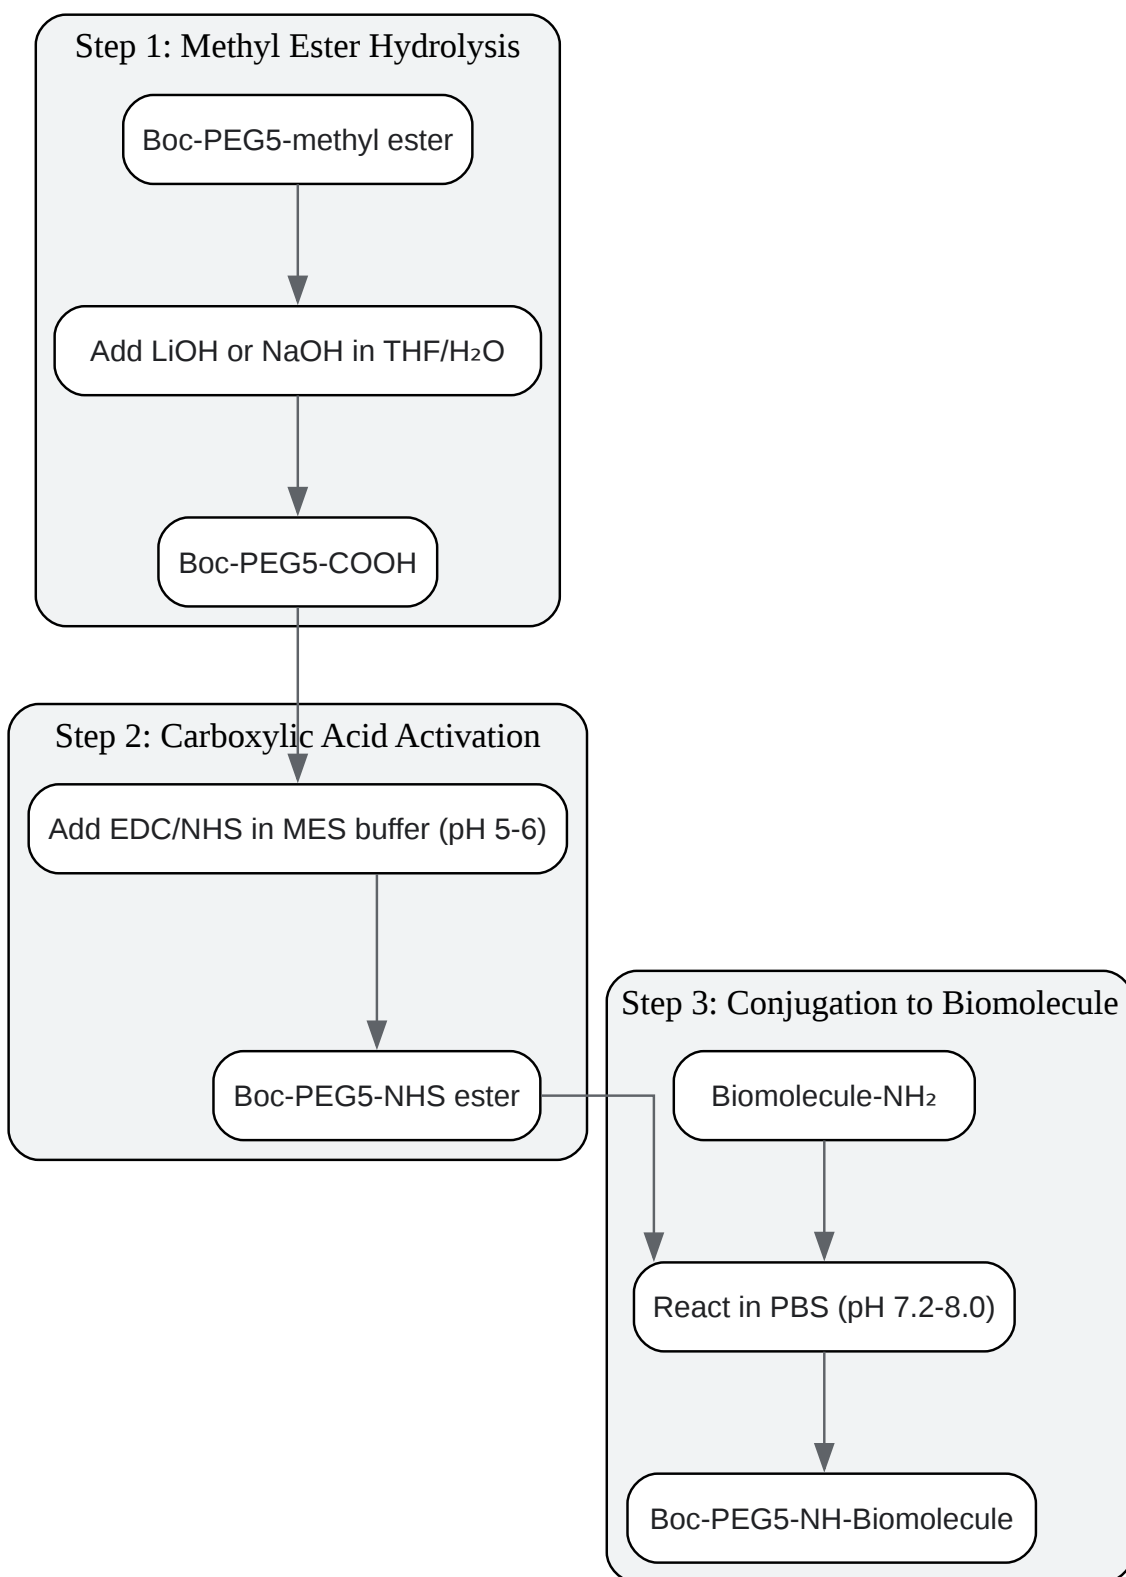 Step 1: Methyl Ester Hydrolysis
Boc-PEG5-methyl ester
Add LiOH or NaOH in THF/H₂O
Boc-PEG5-COOH
Step 2: Carboxylic Acid Activation
Add EDC/NHS in MES buffer (pH 5-6)
Boc-PEG5-NHS ester
Step 3: Conjugation to Biomolecule
Biomolecule-NH₂
React in PBS (pH 7.2-8.0)
Boc-PEG5-NH-Biomolecule